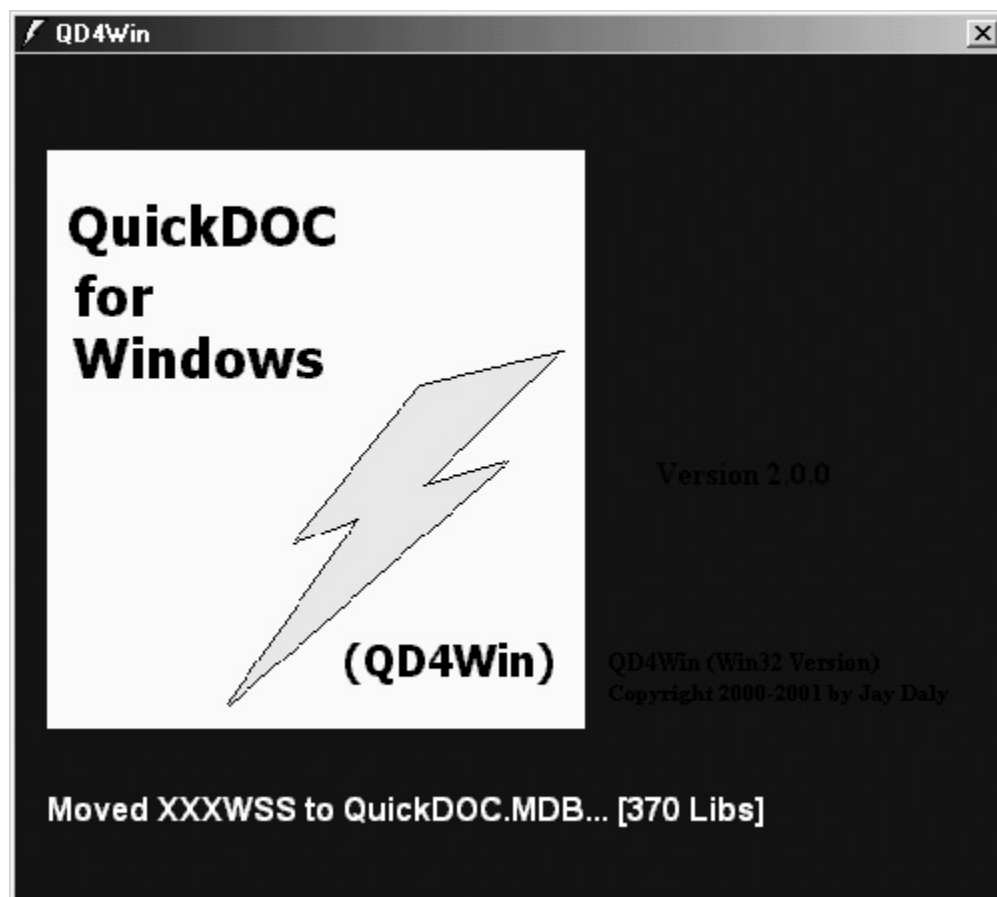 QD4Win
QuickDOC
for
Windows
Version 2.0.0
(QD4Win)
QD4Win (Win32 Version)
Copyright 2000-2001 by Jay Daly
Moved XXXWSS to QuickDOC.MDB... [370 Libs]